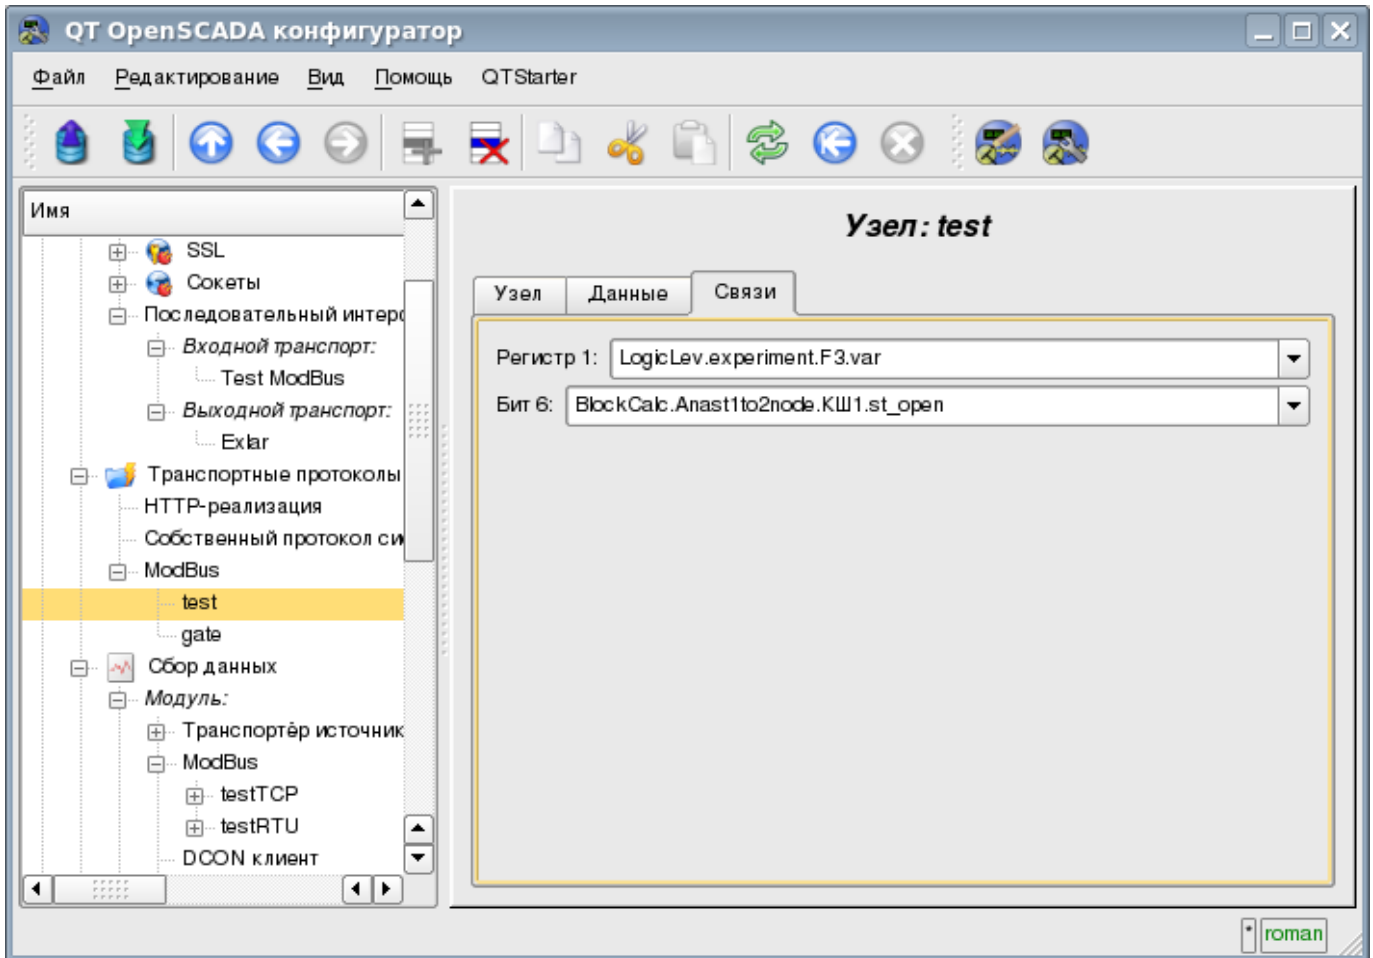 QT OpenSCADA конфигуратор
Файл Редактирование Вид Помощь QTStarter
Имя
SSL
Сокеты
Последовательный интерф
Входной транспорт:
Test ModBus
Выходной транспорт:
Exlar
Транспортные протоколы
HTTP-реализация
Собственный протокол си
ModBus
test
gate
Сбор данных
Модуль:
Транспортёр источник
ModBus
testTCP
testRTU
DCON клиент
Узел: test
Узел Данные Связи
Регистр 1: LogicLev.experiment.F3.var
Бит 6: BlockCalc.Anast1to2node.КШ1.st_open
* roman